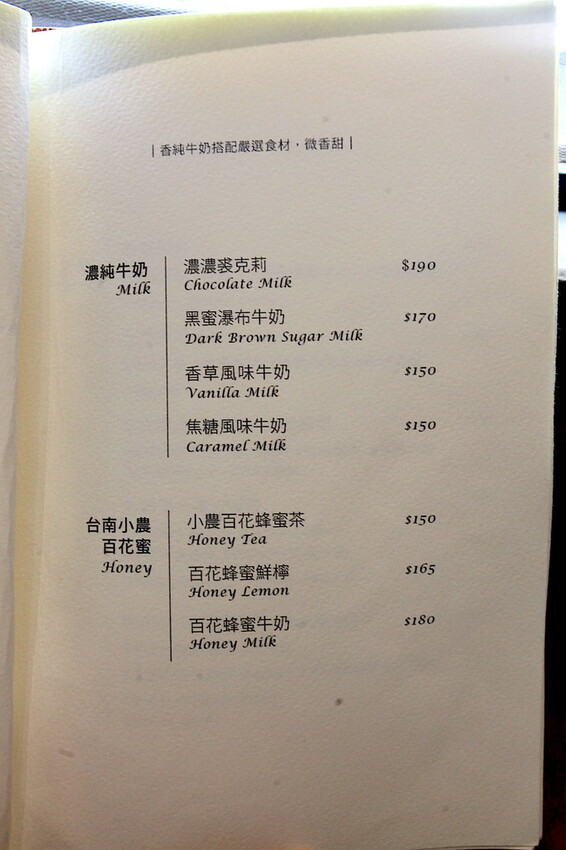 |香純牛奶搭配嚴選食材，微香甜|
濃純牛奶
Milk
濃濃裘克莉 $190
Chocolate Milk
黑蜜瀑布牛奶 $170
Dark Brown Sugar Milk
香草風味牛奶 $150
Vanilla Milk
焦糖風味牛奶 $150
Caramel Milk
台南小農
百花蜜
Honey
小農百花蜂蜜茶 $150
Honey Tea
百花蜂蜜鮮檸 $165
Honey Lemon
百花蜂蜜牛奶 $180
Honey Milk